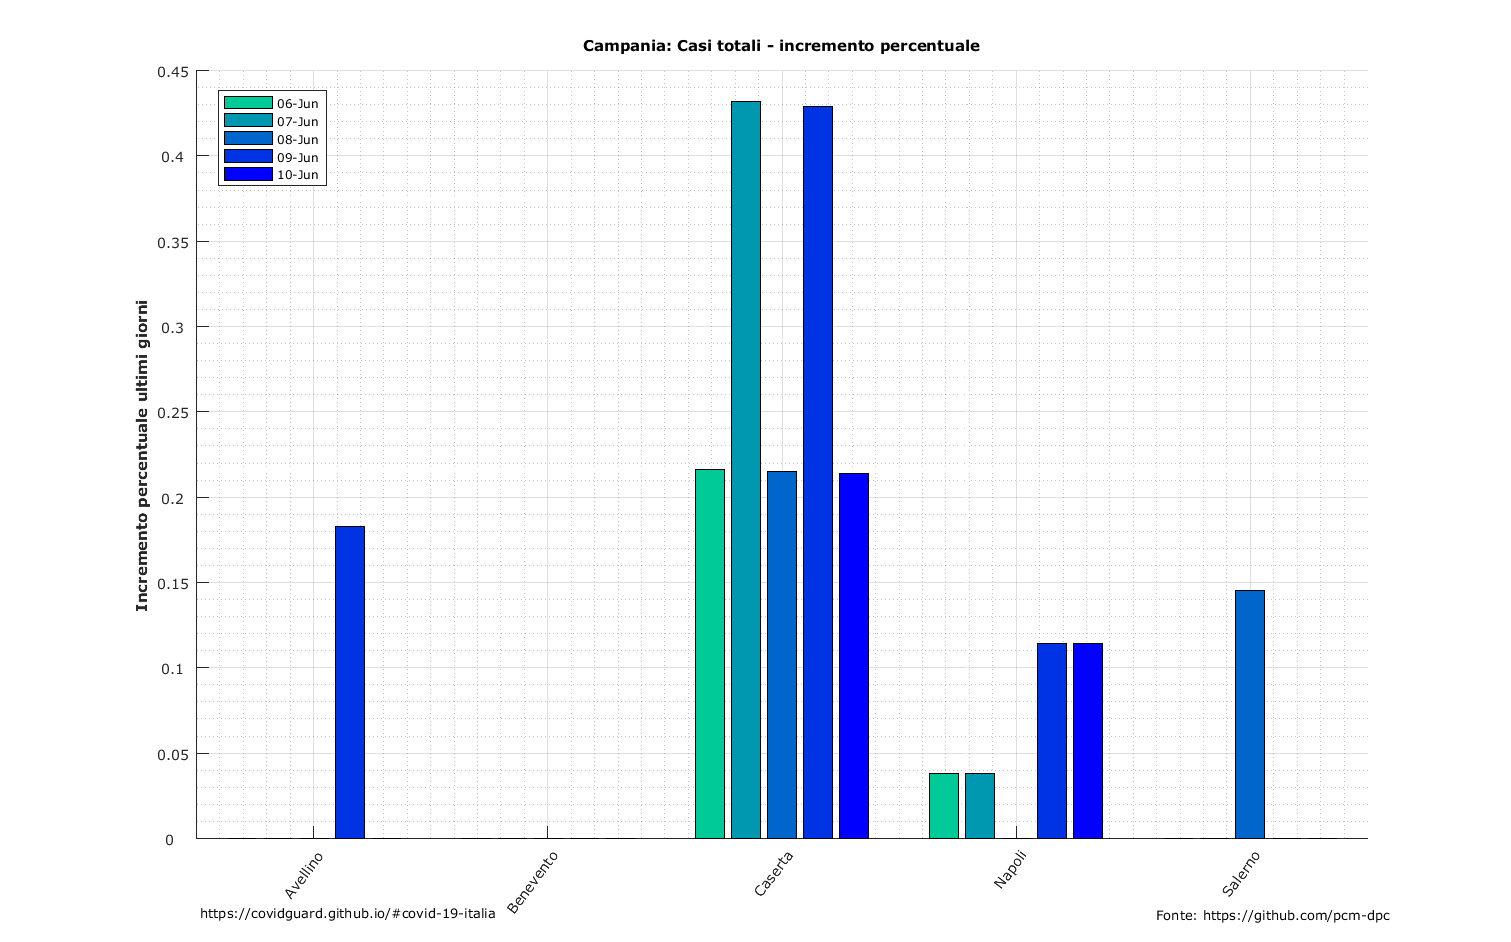 Campania: Casi totali - incremento percentuale
0.45
0.4
0.35
0.3
0.25
0.2
0.15
0.1
0.05
0
06-Jun
07-Jun
08-Jun
09-Jun
10-Jun
Incremento percentuale ultimi giorni
Avellino
Benevento
Caserta
Napoli
Salerno
https://covidguard.github.io/#covid-19-italia
Fonte: https://github.com/pcm-dpc